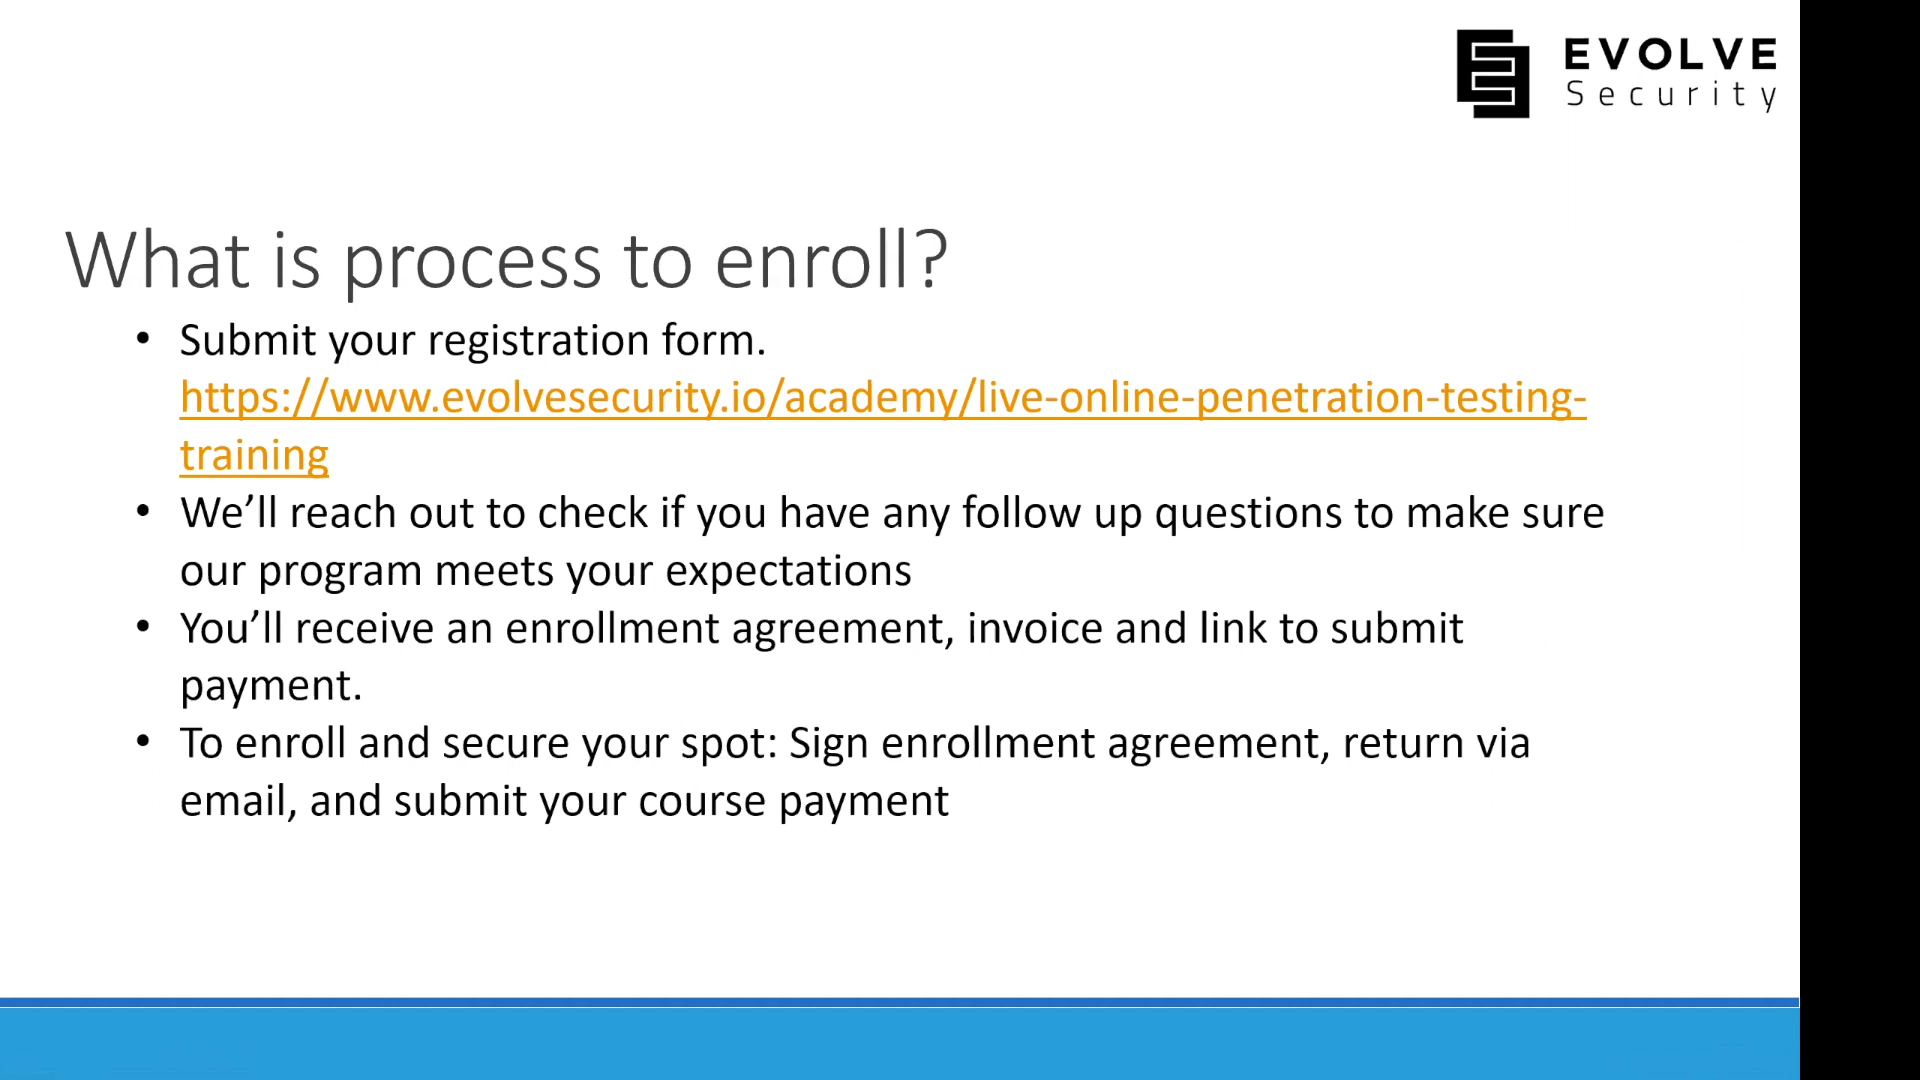 EVOLVE
Security
What is process to enroll?
• Submit your registration form.
https://www.evolvesecurity.io/academy/live-online-penetration-testing-
training
• We’ll reach out to check if you have any follow up questions to make sure
our program meets your expectations
• You’ll receive an enrollment agreement, invoice and link to submit
payment.
• To enroll and secure your spot: Sign enrollment agreement, return via
email, and submit your course payment